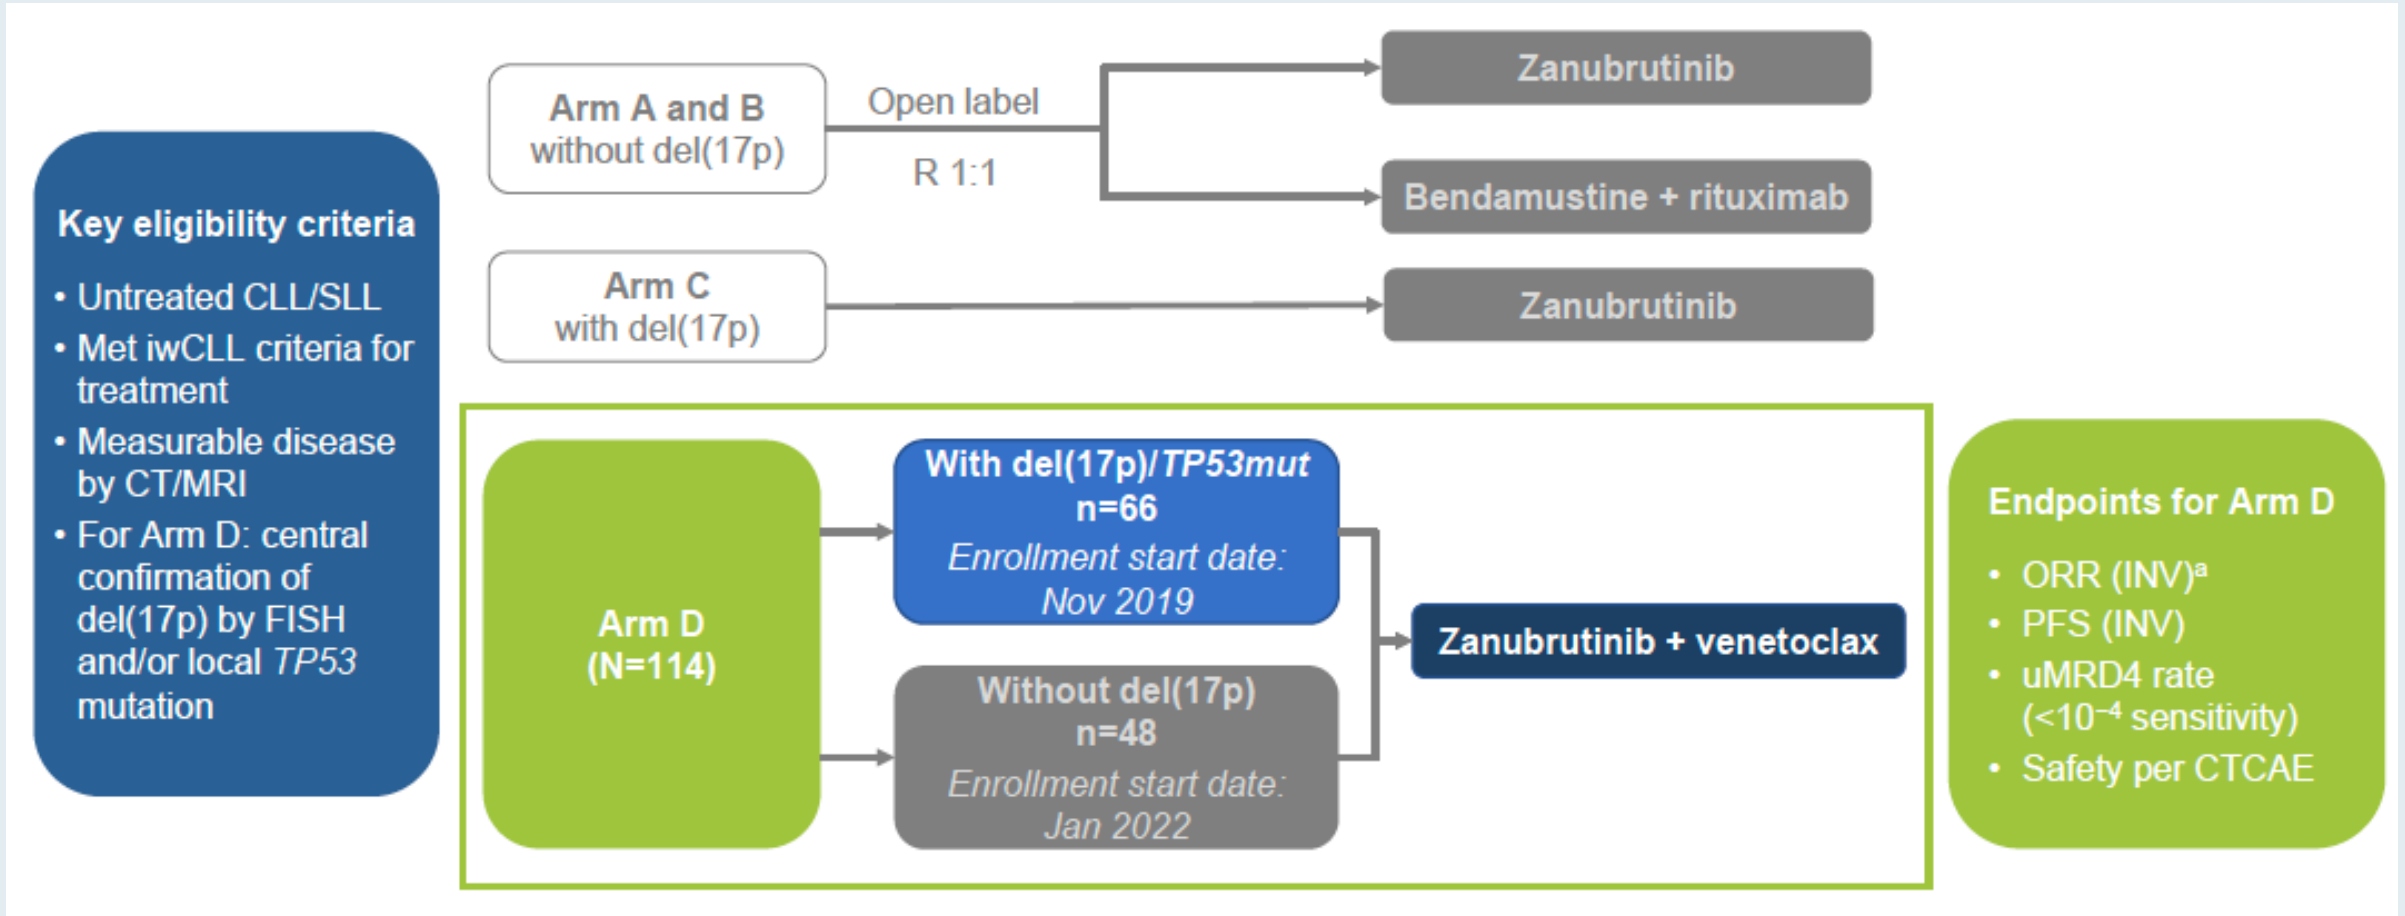 Key eligibility criteria
• Untreated CLL/SLL
• Met iwCLL criteria for
treatment
• Measurable disease
by CT/MRI
• For Arm D: central
confirmation of
del(17p) by FISH
and/or local TP53
mutation
Arm A and B
without del(17p)
Open label
R 1:1
Zanubrutinib
Bendamustine + rituximab
Arm C
with del(17p)
Zanubrutinib
Arm D
(N=114)
With del(17p)/TP53mut
n=66
Enrollment start date:
Nov 2019
Without del(17p)
n=48
Enrollment start date:
Jan 2022
Zanubrutinib + venetoclax
Endpoints for Arm D
• ORR (INV)ᵃ
• PFS (INV)
• uMRD4 rate
(<10⁻⁴ sensitivity)
• Safety per CTCAE